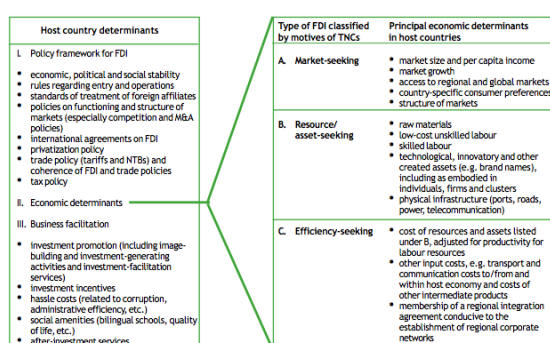 Host country determinants
I. Policy framework for FDI
• economic, political and social stability
• rules regarding entry and operations
• standards of treatment of foreign affiliates
• policies on functioning and structure of
markets (especially competition and M&A
policies)
• international agreements on FDI
• privatization policy
• trade policy (tariffs and NTBs) and
coherence of FDI and trade policies
• tax policy
II. Economic determinants
III. Business facilitation
• investment promotion (including image-
building and investment-generating
activities and investment-facilitation
services)
• investment incentives
• hassle costs (related to corruption,
administrative efficiency, etc.)
• social amenities (bilingual schools, quality
of life, etc.)
• after-investment services
Type of FDI classified
by motives of TNCs
Principal economic determinants
in host countries
A. Market-seeking
• market size and per capita income
• market growth
• access to regional and global markets
• country-specific consumer preferences
• structure of markets
B. Resource/
asset-seeking
• raw materials
• low-cost unskilled labour
• skilled labour
• technological, innovatory and other
created assets (e.g. brand names),
including as embodied in
individuals, firms and clusters
• physical infrastructure (ports, roads,
power, telecommunication)
C. Efficiency-seeking
• cost of resources and assets listed
under B, adjusted for productivity for
labour resources
• other input costs, e.g. transport and
communication costs to/from and
within host economy and costs of
other intermediate products
• membership of a regional integration
agreement conducive to the
establishment of regional corporate
networks